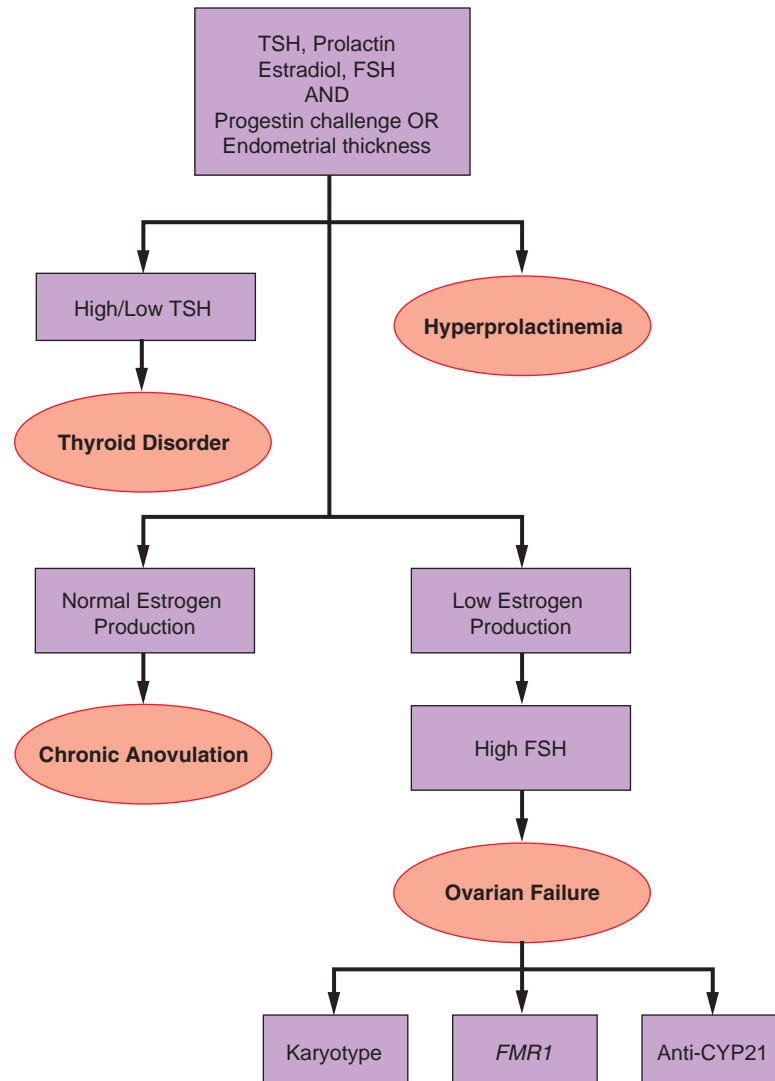 TSH, Prolactin
Estradiol, FSH
AND
Progestin challenge OR
Endometrial thickness
High/Low TSH
Hyperprolactinemia
Thyroid Disorder
Normal Estrogen
Production
Low Estrogen
Production
Chronic Anovulation
High FSH
Ovarian Failure
Karyotype
FMR1
Anti-CYP21